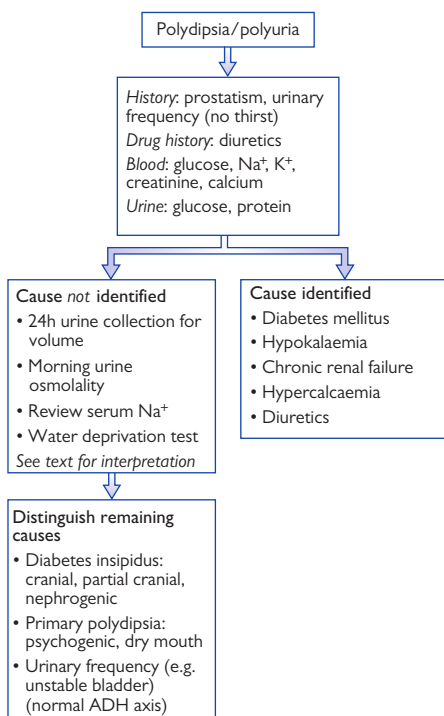 Polydipsia/polyuria
History: prostatism, urinary
frequency (no thirst)
Drug history: diuretics
Blood: glucose, Na⁺, K⁺,
creatinine, calcium
Urine: glucose, protein
Cause not identified
• 24h urine collection for
volume
• Morning urine
osmolality
• Review serum Na⁺
• Water deprivation test
See text for interpretation
Cause identified
• Diabetes mellitus
• Hypokalaemia
• Chronic renal failure
• Hypercalcaemia
• Diuretics
Distinguish remaining
causes
• Diabetes insipidus:
cranial, partial cranial,
nephrogenic
• Primary polydipsia:
psychogenic, dry mouth
• Urinary frequency (e.g.
unstable bladder)
(normal ADH axis)